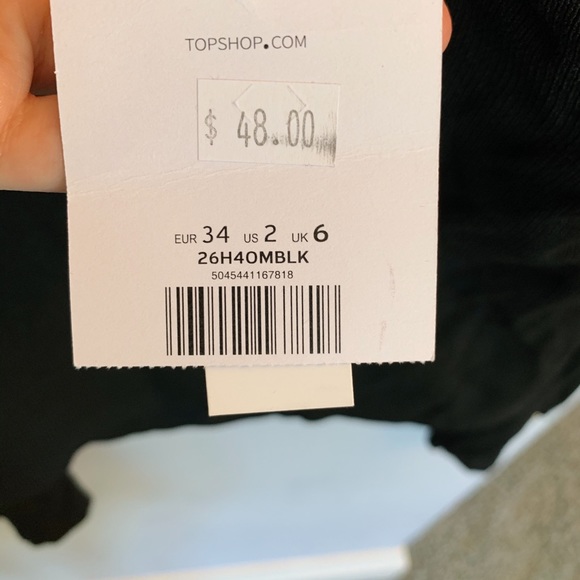 TOPSHOP.COM
$ 48.00
EUR 34 US 2 UK 6
26H40MBLK
5045441167818